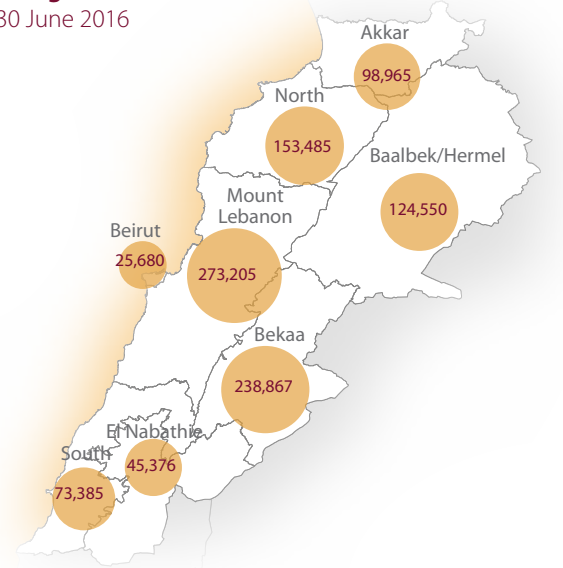 30 June 2016
Akkar
98,965
North
153,485
Baalbek/Hermel
124,550
Mount
Lebanon
273,205
Beirut
25,680
Bekaa
238,867
El Nabathie
45,376
South
73,385